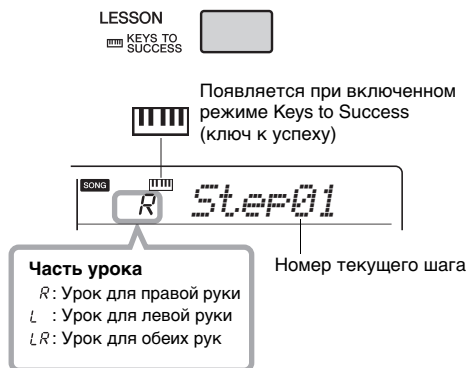 LESSON
KEYS TO
SUCCESS
Появляется при включенном
режиме Keys to Success
(ключ к успеху)
SONG
R Step01
Часть урока
R: Урок для правой руки
L : Урок для левой руки
LR: Урок для обеих рук
Номер текущего шага